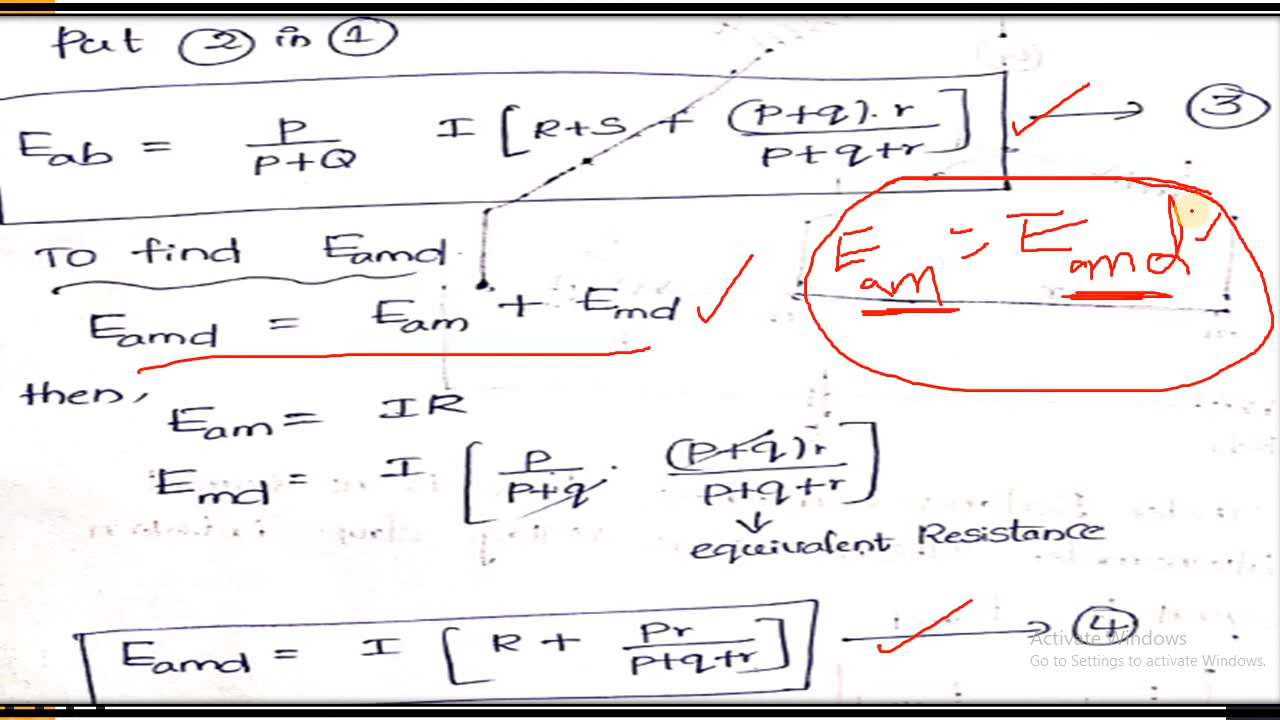 Put ② in ①
Eab = P/P+Q I [R+S + (p+q).r/p+q+r] → ③
To find Eamd.
Eam = Eamd
Eamd = Eam + Emd
then,
Eam = IR
Emd = I [p/p+q . (p+q)r/p+q+r]
↓
equivalent Resistance
Eamd = I [R + pr/p+q+r] → ④
Activate Windows
Go to Settings to activate Windows.